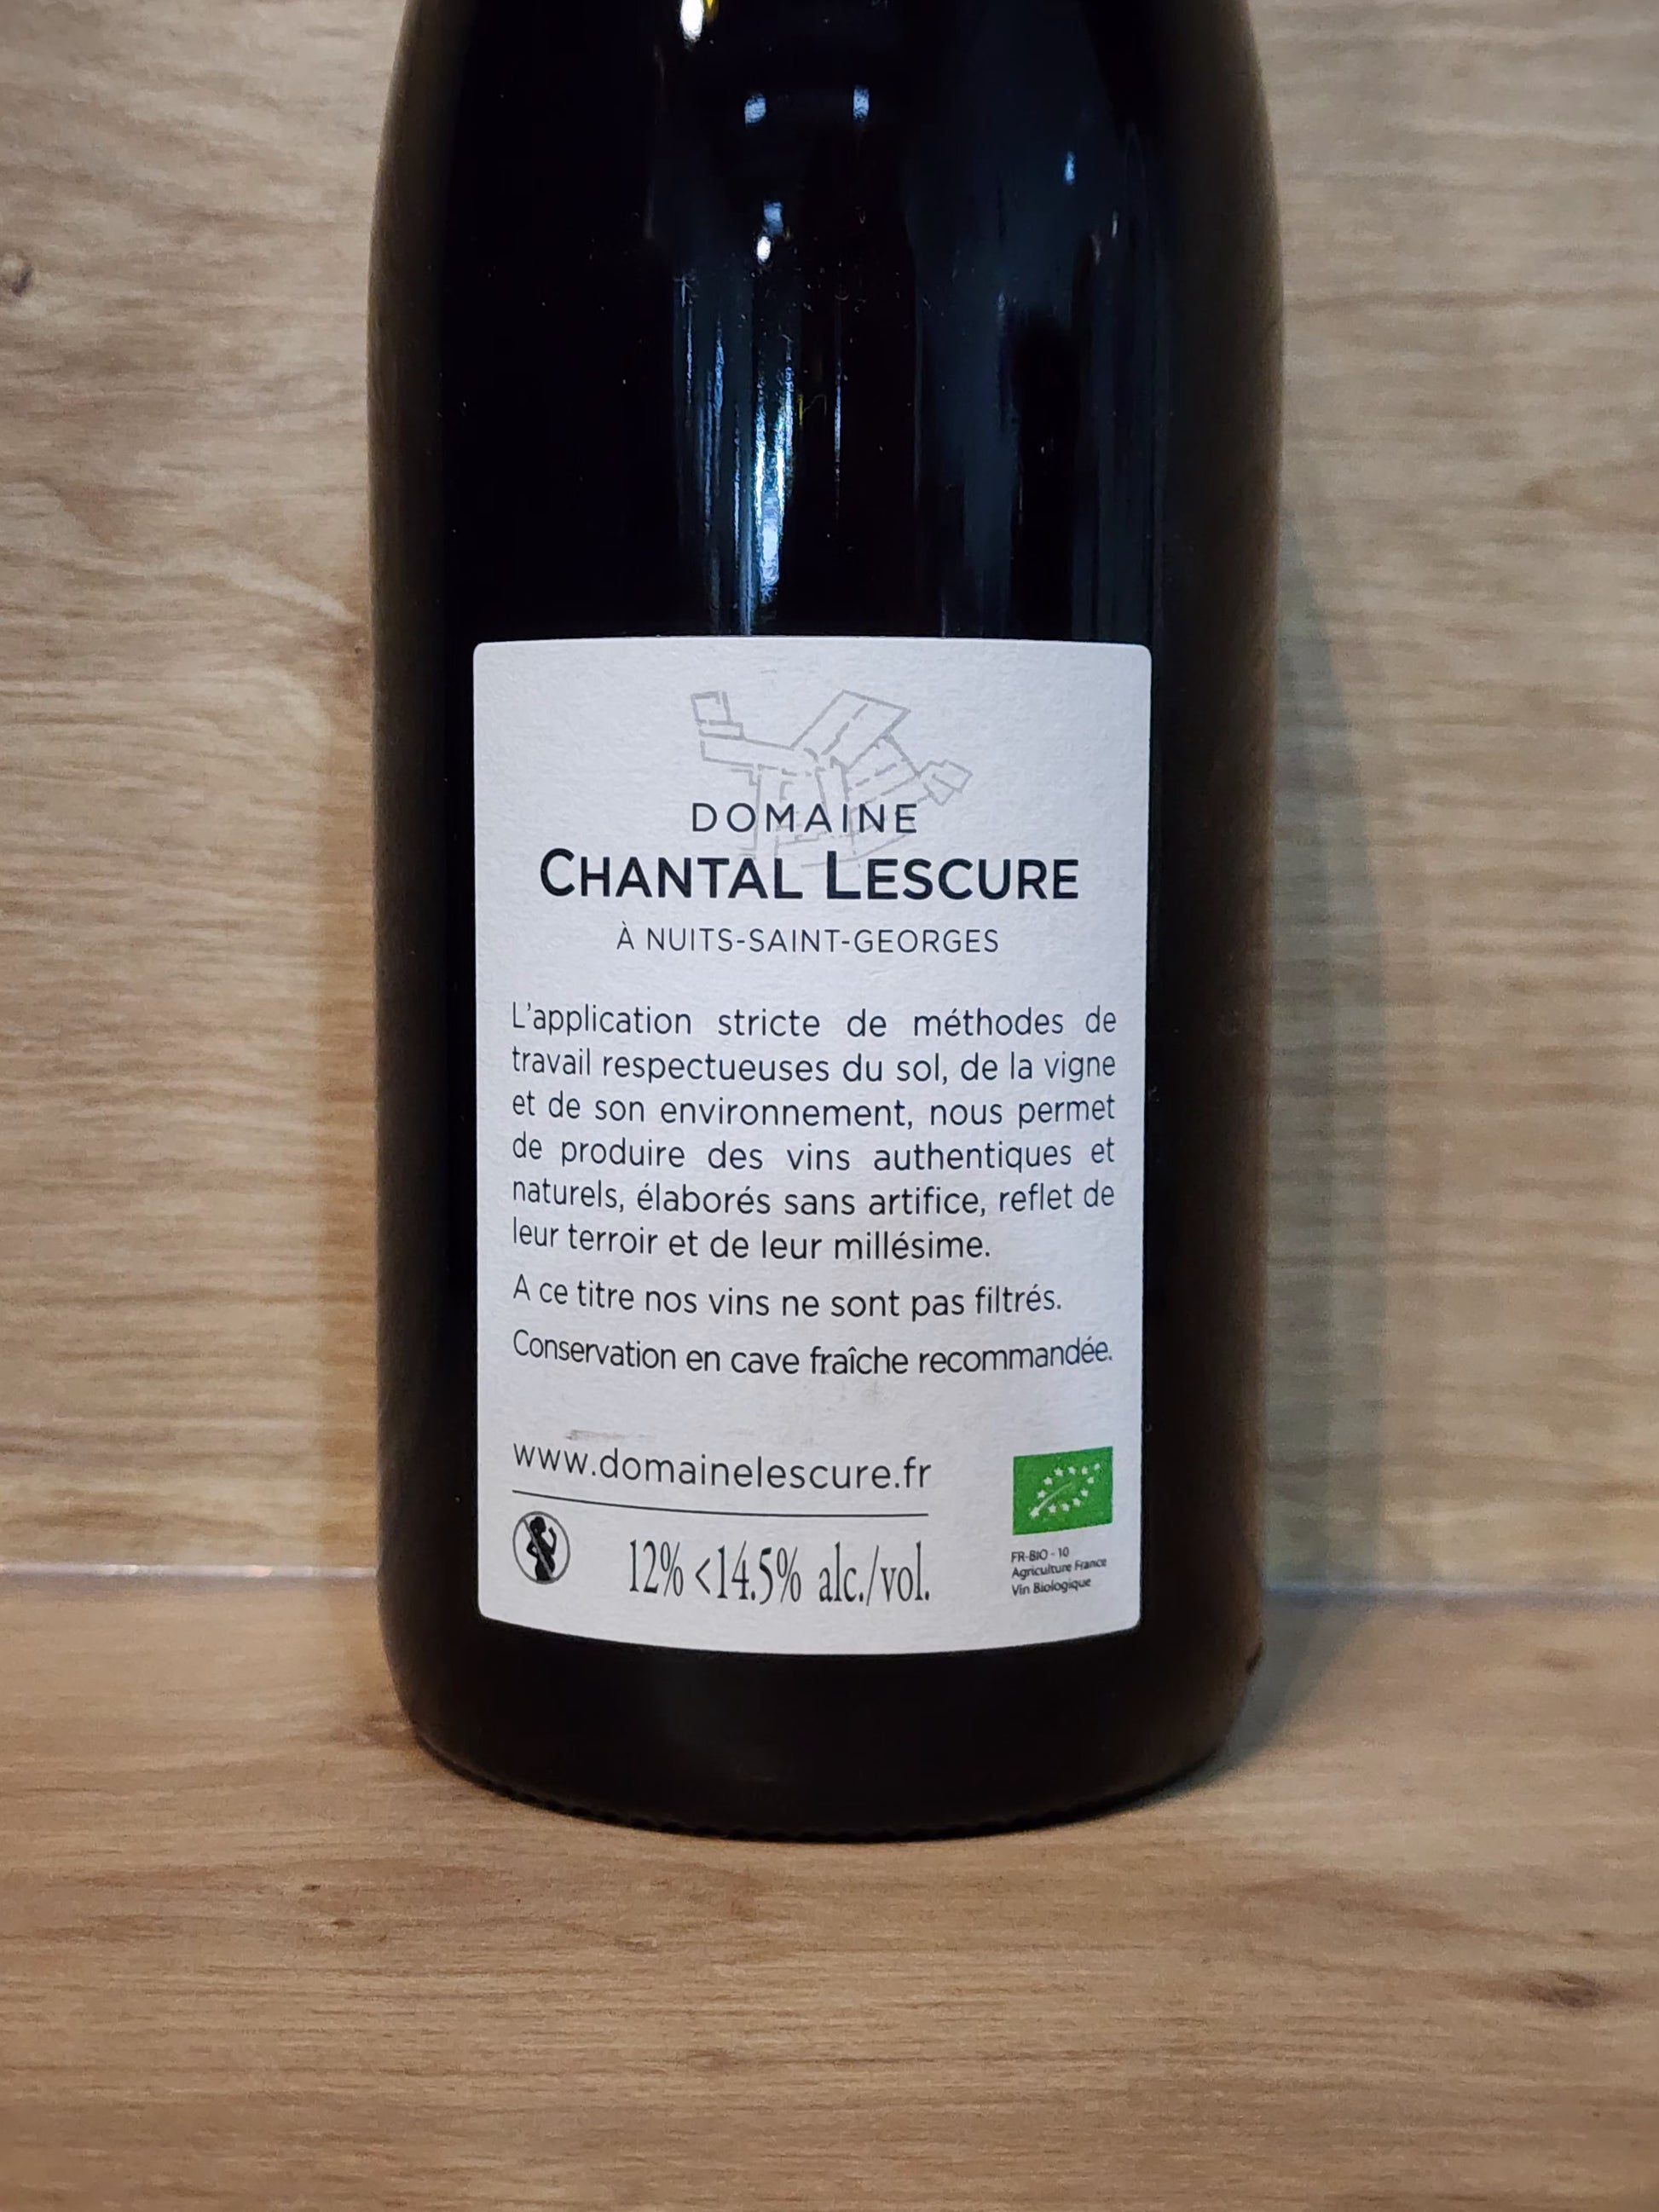 DOMAINE
CHANTAL LESCURE
À NUITS-SAINT-GEORGES
L'application stricte de méthodes de
travail respectueuses du sol, de la vigne
et de son environnement, nous permet
de produire des vins authentiques et
naturels, élaborés sans artifice, reflet de
leur terroir et de leur millésime.
A ce titre nos vins ne sont pas filtrés.
Conservation en cave fraîche recommandée.
www.domainelescure.fr
12% <14.5% alc./vol.
FR-BIO - 10
Agriculture France
Vin Biologique